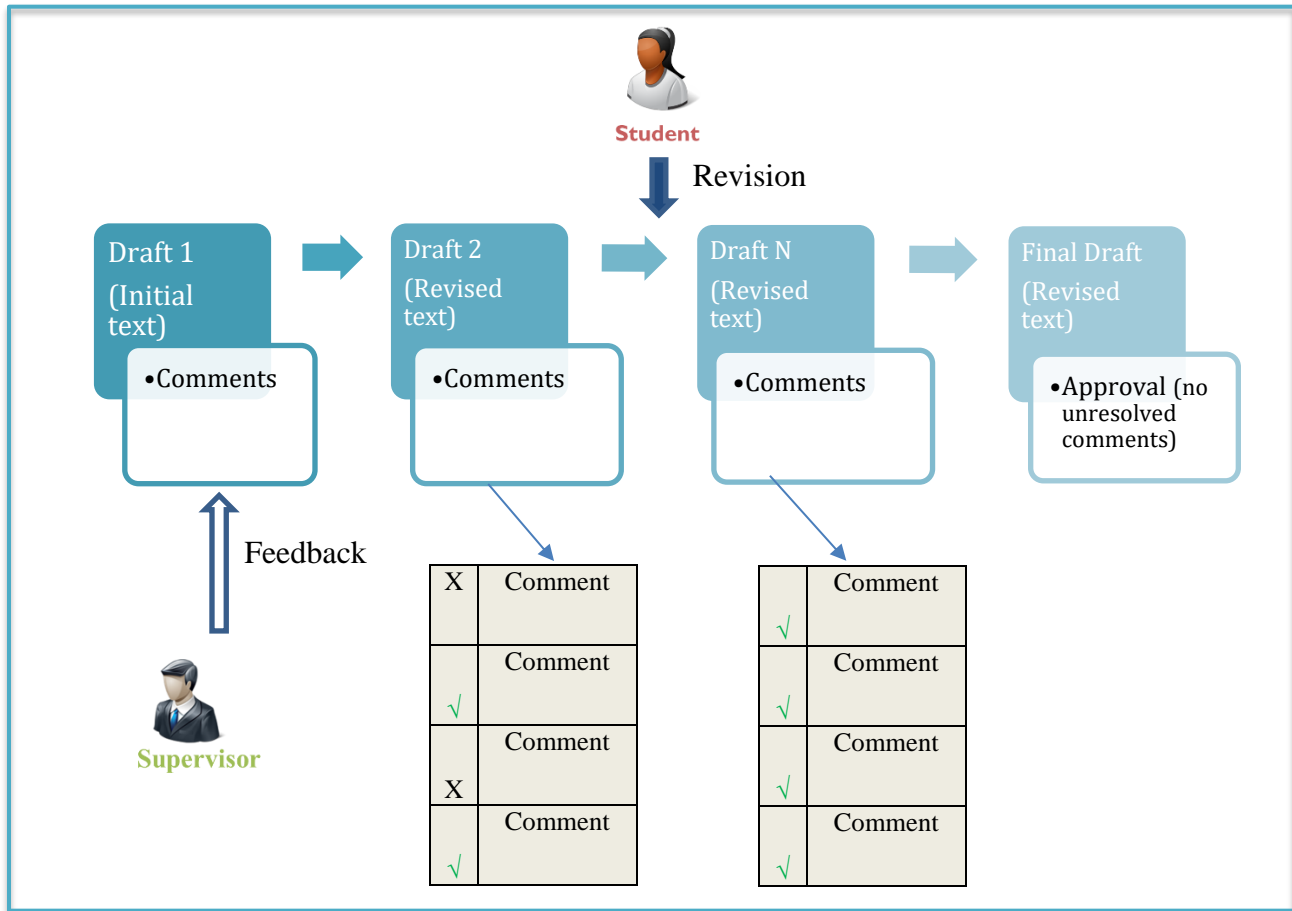 Student
Revision
Draft 1
(Initial
text)
•Comments
Draft 2
(Revised
text)
•Comments
Draft N
(Revised
text)
•Comments
Final Draft
(Revised
text)
•Approval (no
unresolved
comments)
Feedback
Supervisor
X Comment
√ Comment
X Comment
√ Comment
√ Comment
√ Comment
√ Comment
√ Comment